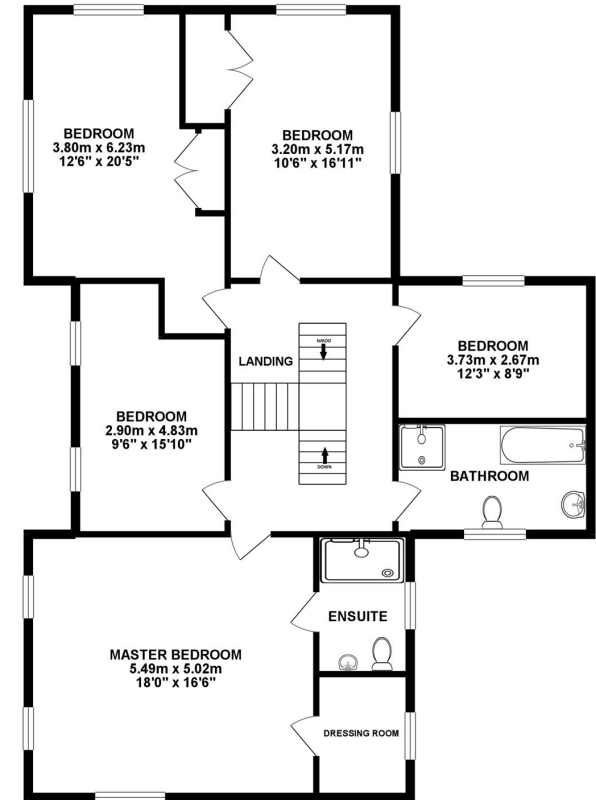 BEDROOM
3.80m x 6.23m
12'6" x 20'5"
BEDROOM
3.20m x 5.17m
10'6" x 16'11"
BEDROOM
3.73m x 2.67m
12'3" x 8'9"
DOWN
LANDING
BEDROOM
2.90m x 4.83m
9'6" x 15'10"
DOWN
BATHROOM
ENSUITE
MASTER BEDROOM
5.49m x 5.02m
18'0" x 16'6"
DRESSING ROOM